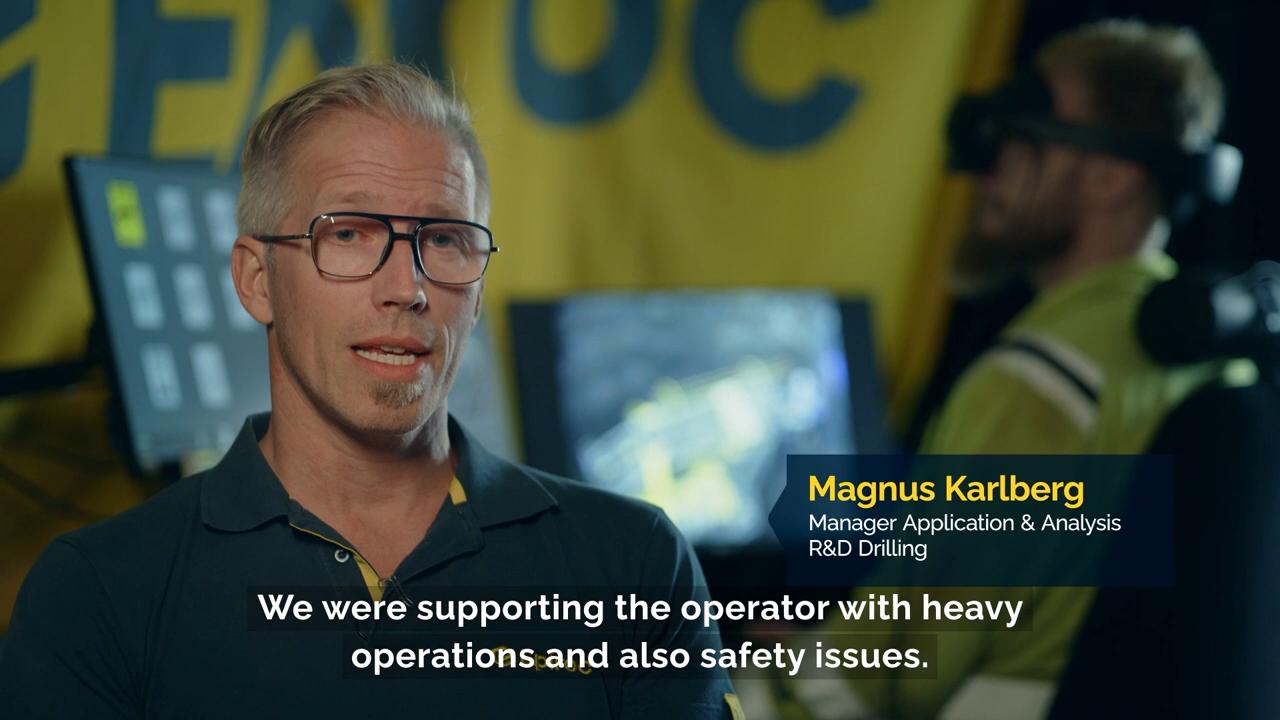 Magnus Karlberg
Manager Application & Analysis
R&D Drilling
We were supporting the operator with heavy
operations and also safety issues.